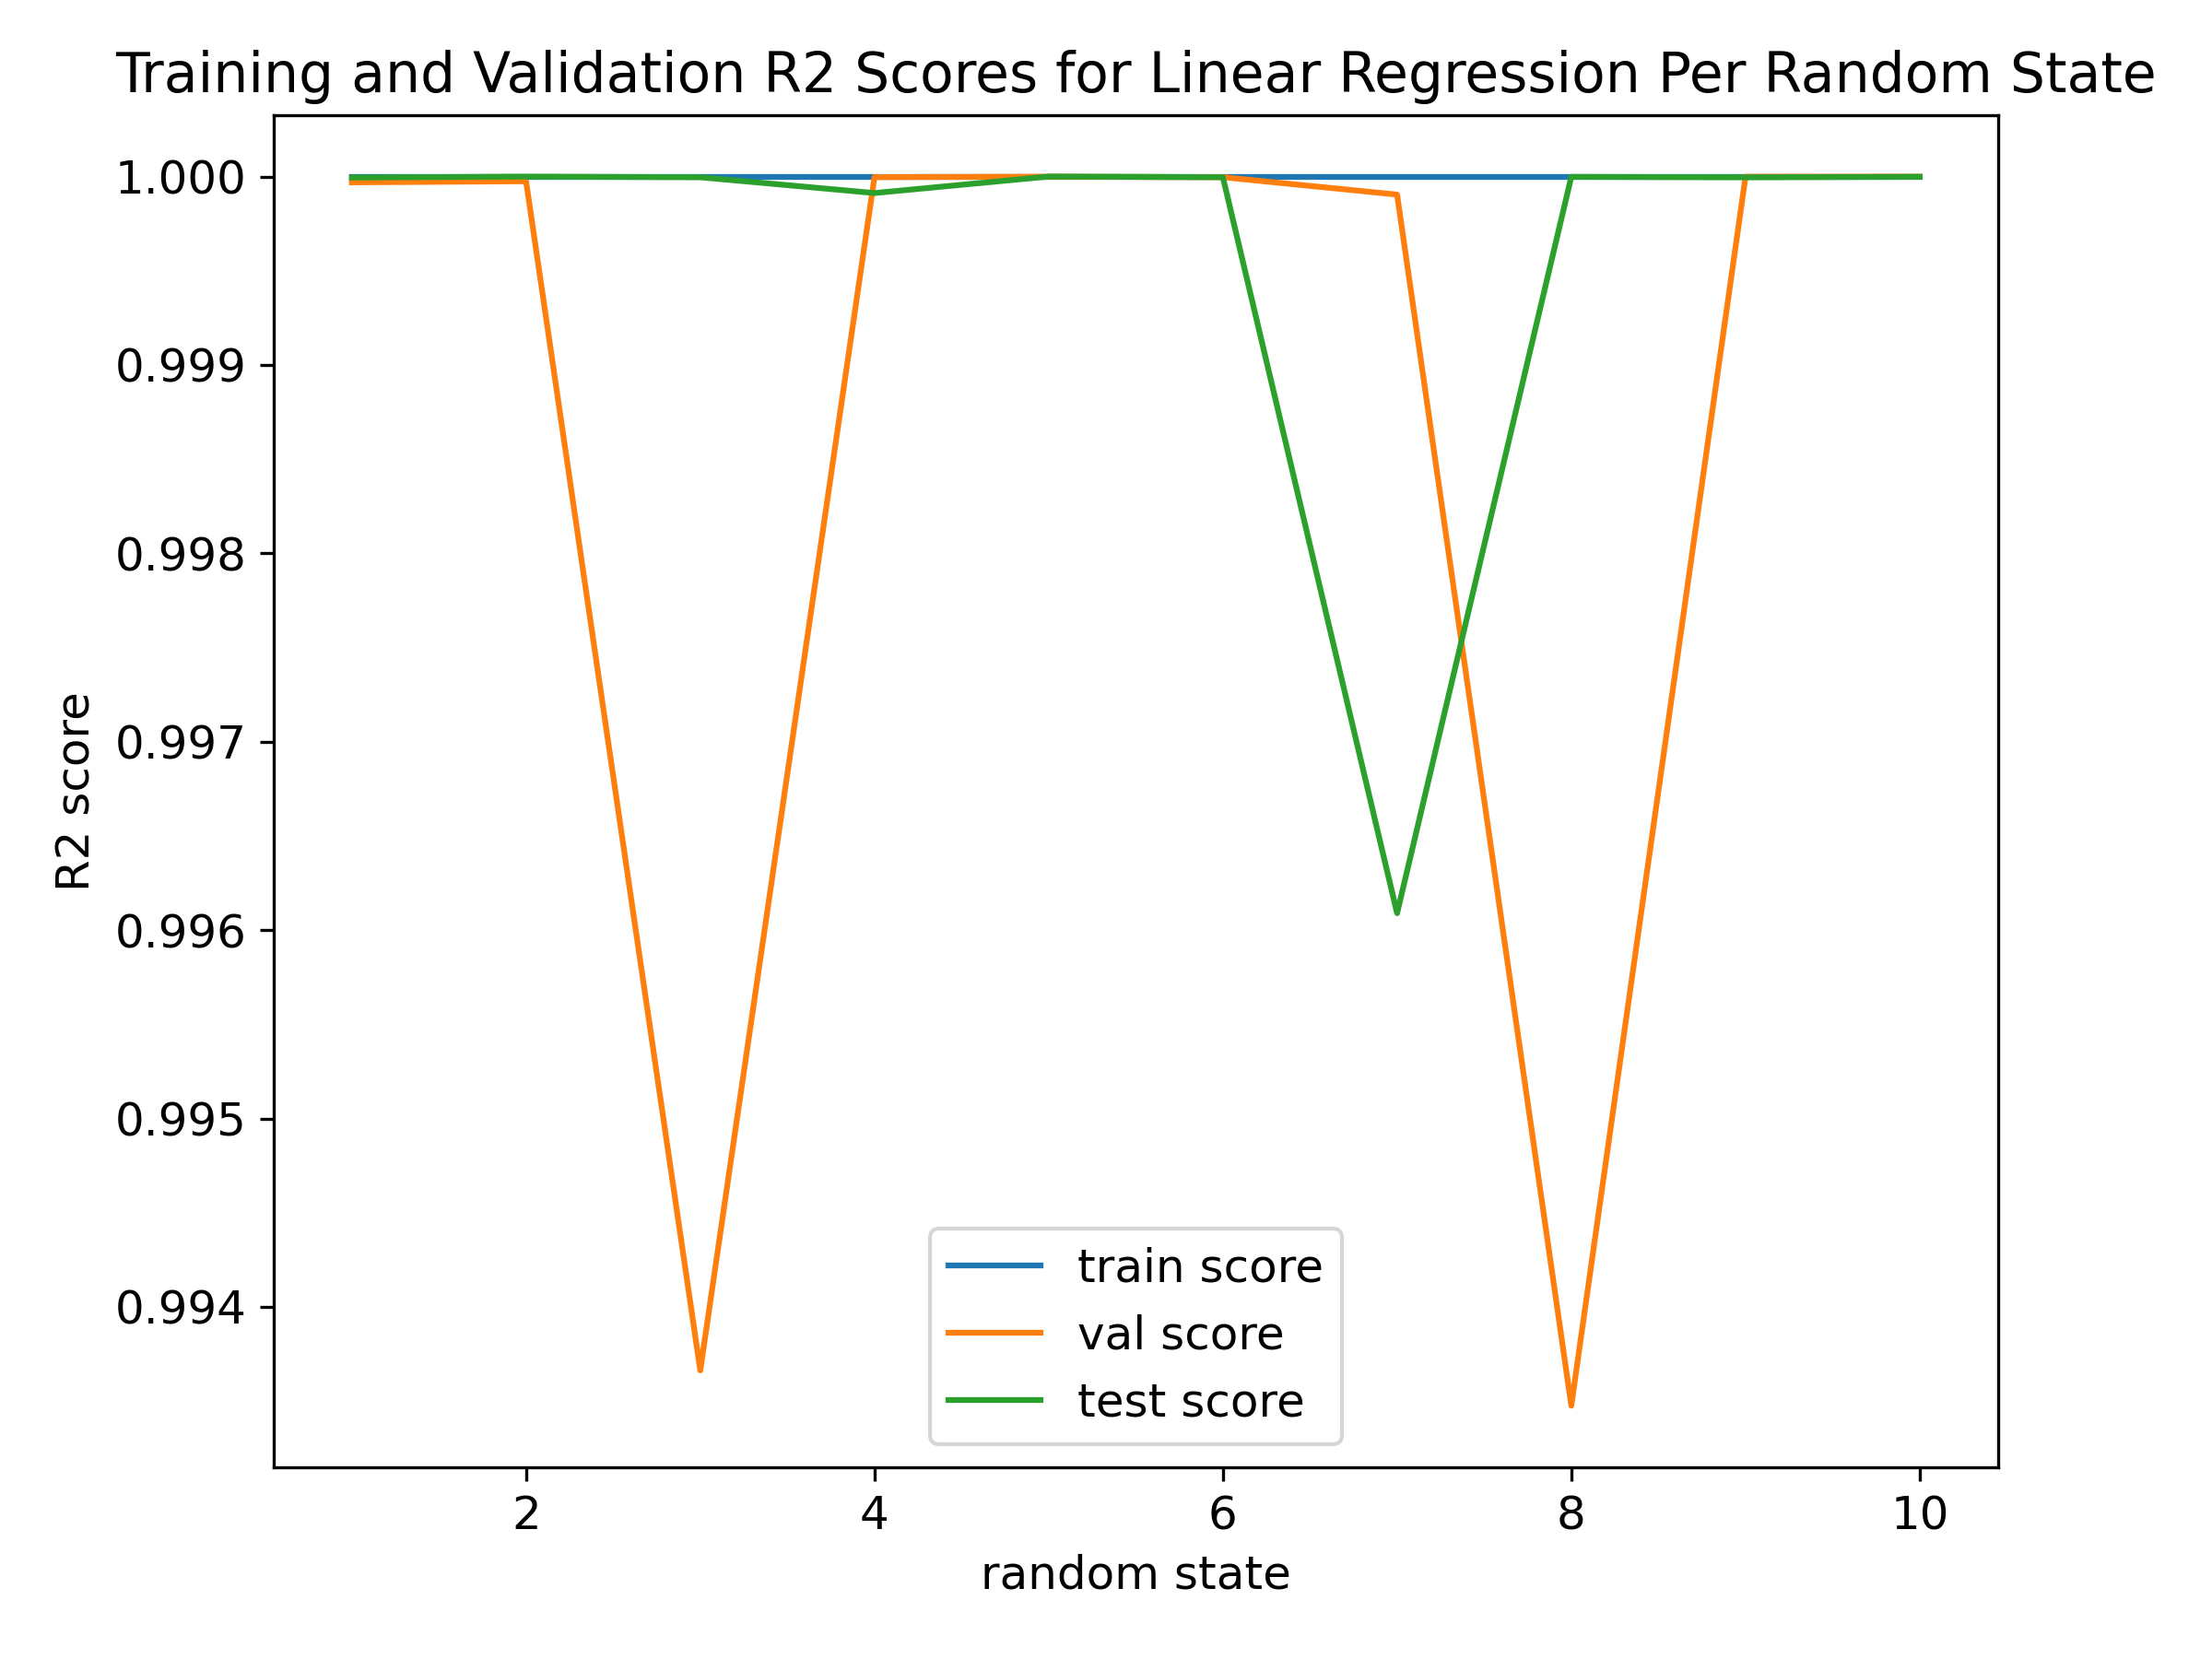 Training and Validation R2 Scores for Linear Regression Per Random State
1.000
0.999
0.998
0.997
0.996
0.995
0.994
R2 score
train score
val score
test score
2 4 6 8 10
random state